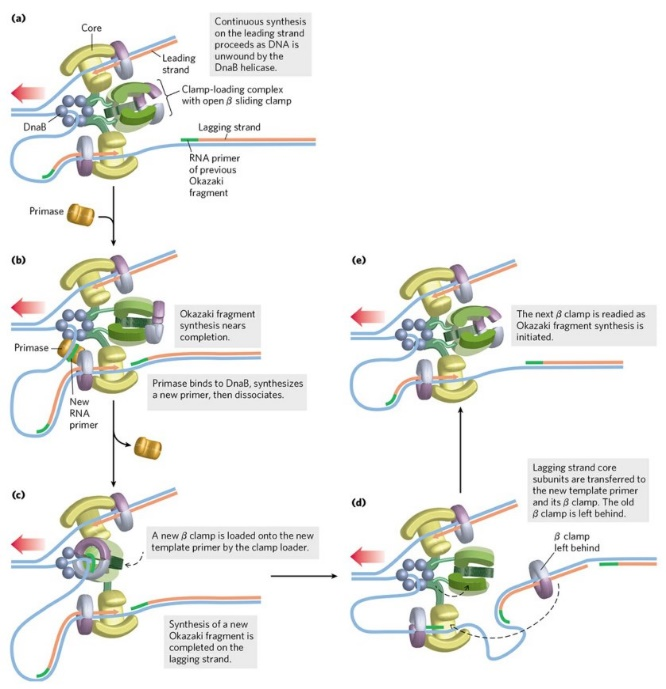 (a)
Core
Continuous synthesis
on the leading strand
proceeds as DNA is
unwound by the
DnaB helicase.
Leading
strand
Clamp-loading complex
with open β sliding clamp
DnaB
Lagging strand
RNA primer
of previous
Okazaki
fragment
Primase
(b)
Okazaki fragment
synthesis nears
completion.
Primase
Primase binds to DnaB, synthesizes
a new primer, then dissociates.
New
RNA
primer
(c)
A new β clamp is loaded onto the new
template primer by the clamp loader.
Synthesis of a new
Okazaki fragment is
completed on the
lagging strand.
(d)
Lagging strand core
subunits are transferred to
the new template primer
and its β clamp. The old
β clamp is left behind.
β clamp
left behind
(e)
The next β clamp is readied as
Okazaki fragment synthesis is
initiated.